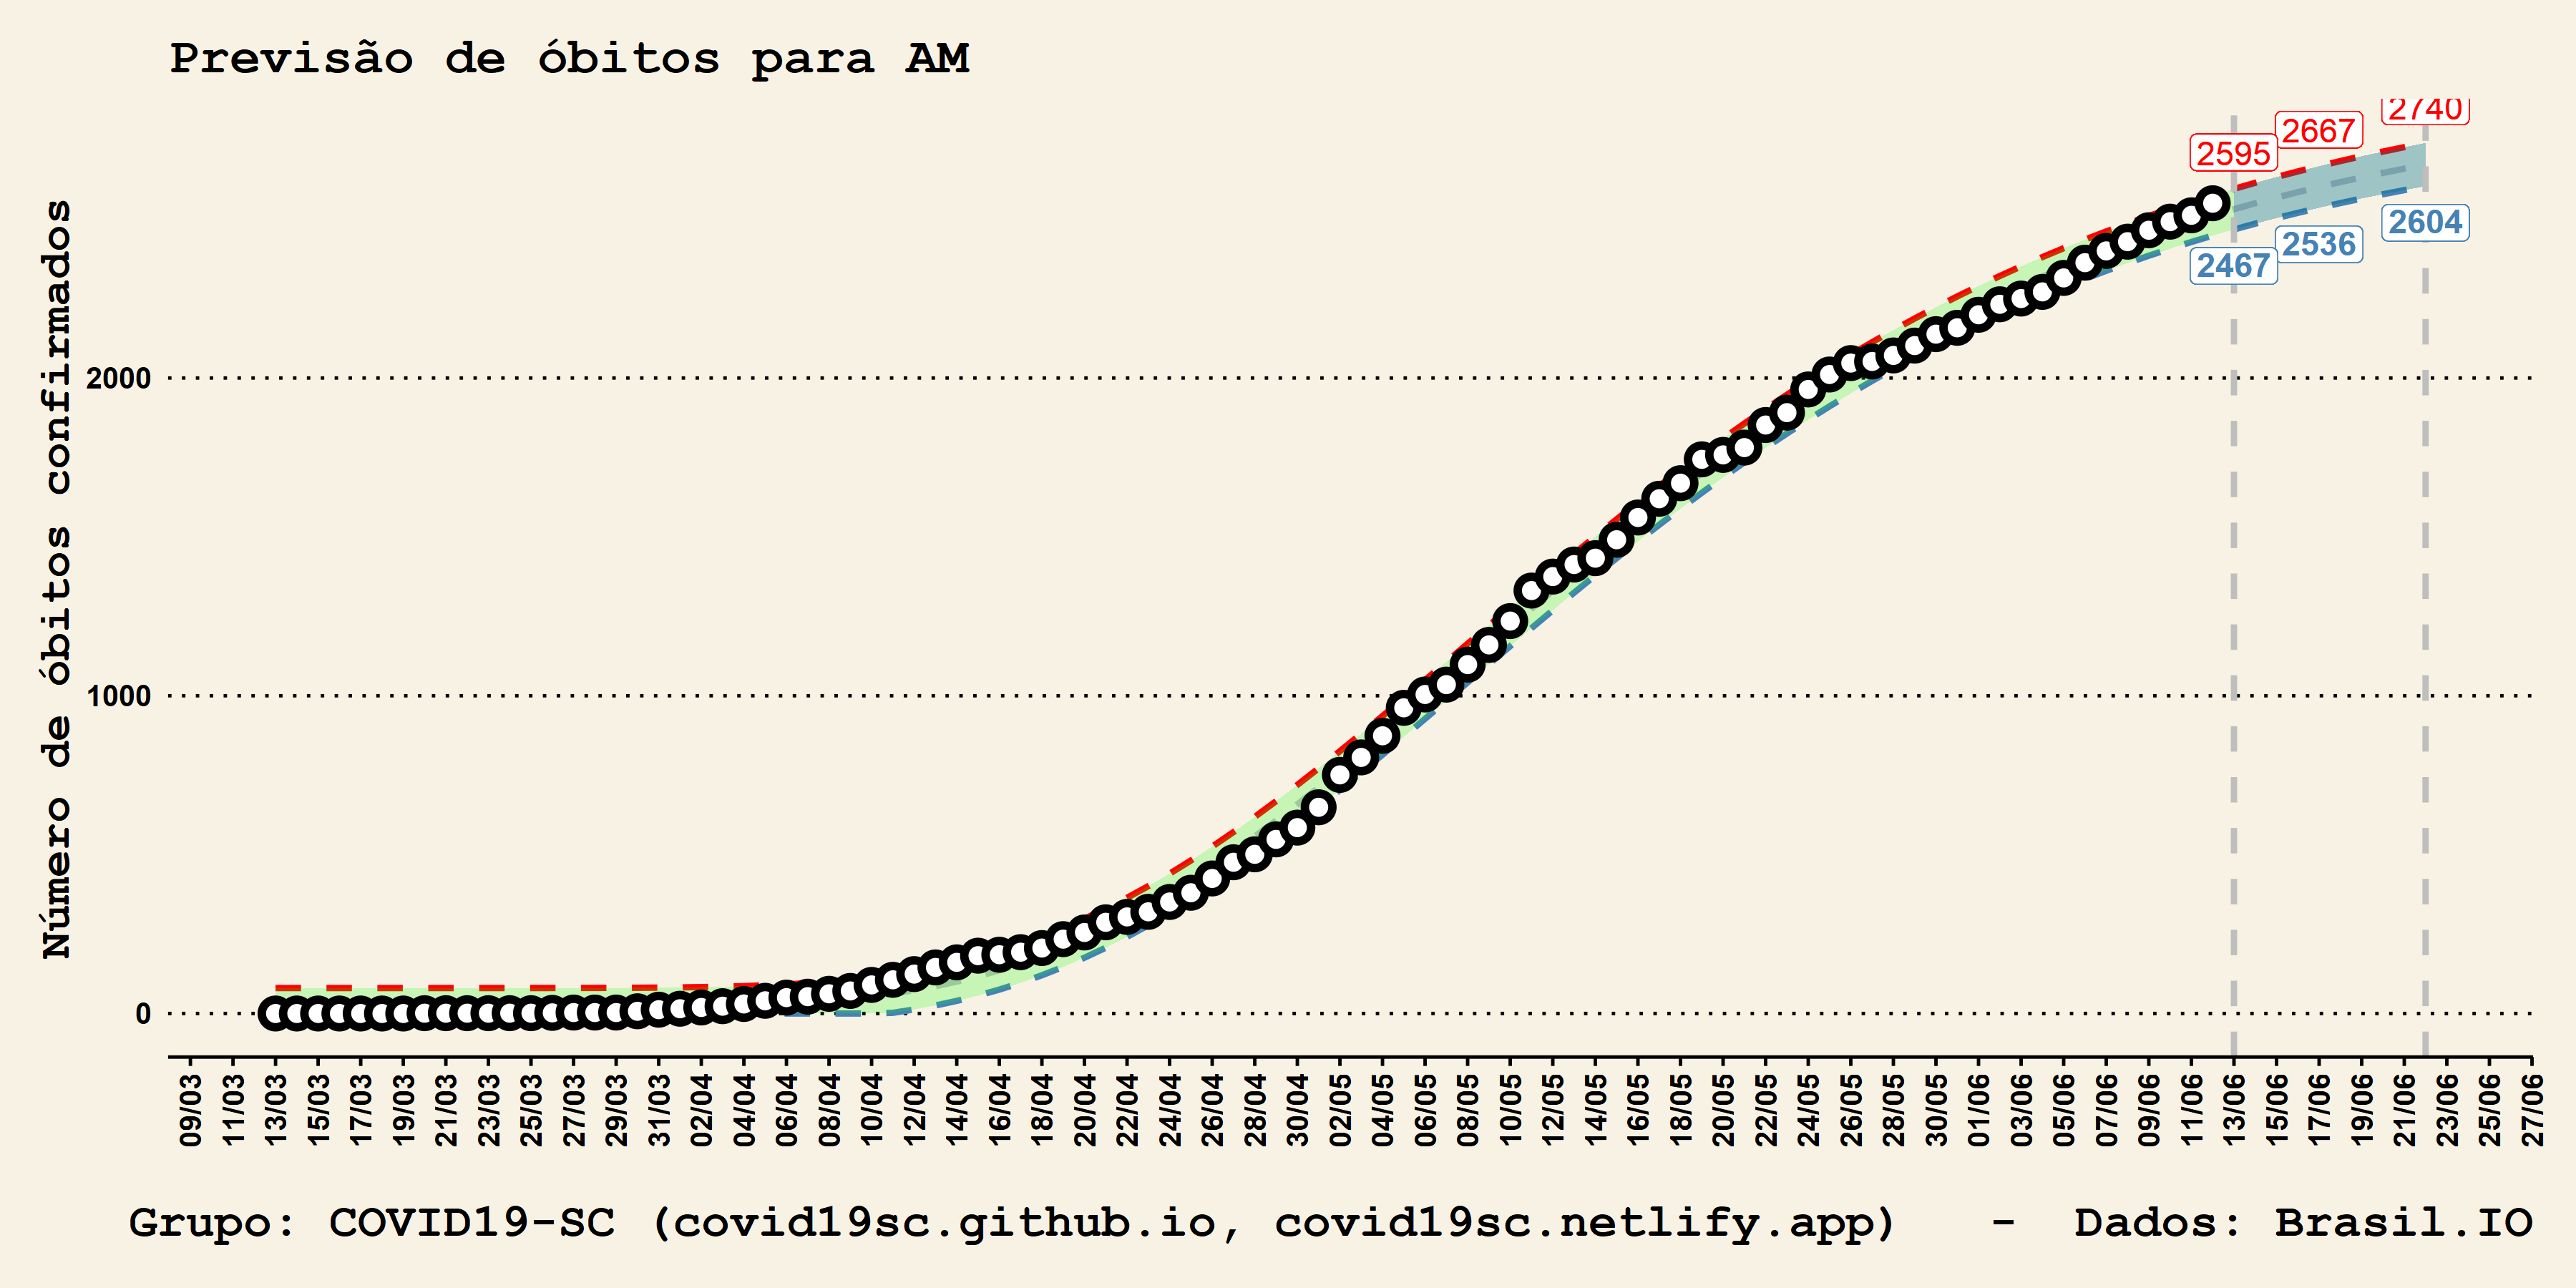 Previsão de óbitos para AM
Número de óbitos confirmados
2740
2667
2595
2604
2536
2467
2000
1000
0
09/03 11/03 13/03 15/03 17/03 19/03 21/03 23/03 25/03 27/03 29/03 31/03 02/04 04/04 06/04 08/04 10/04 12/04 14/04 16/04 18/04 20/04 22/04 24/04 26/04 28/04 30/04 02/05 04/05 06/05 08/05 10/05 12/05 14/05 16/05 18/05 20/05 22/05 24/05 26/05 28/05 30/05 01/06 03/06 05/06 07/06 09/06 11/06 13/06 15/06 17/06 19/06 21/06 23/06 25/06 27/06
Grupo: COVID19-SC (covid19sc.github.io, covid19sc.netlify.app) - Dados: Brasil.IO